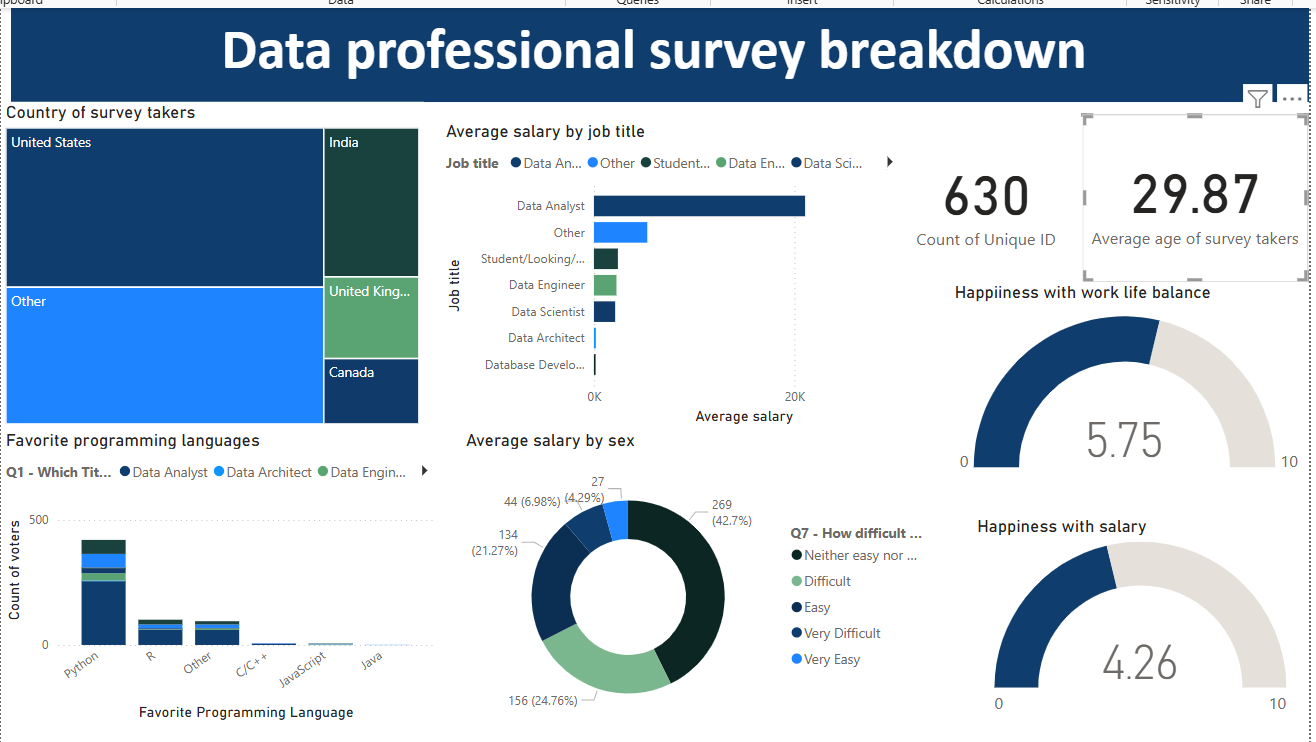 Data
Queries
Insert
Calculations
Sensitivity
Share
Data professional survey breakdown
Country of survey takers
United States
India
Other
United King...
Canada
Average salary by job title
Job title Data An... Other Student... Data En... Data Sci...
Job title
Data Analyst
Other
Student/Looking/...
Data Engineer
Data Scientist
Data Architect
Database Develo...
0K 20K
Average salary
630
Count of Unique ID
29.87
Average age of survey takers
Happiiness with work life balance
5.75
0 10
Favorite programming languages
Q1 - Which Tit... Data Analyst Data Architect Data Engin...
Count of voters
500
0
Python R Other C/C++ JavaScript Java
Favorite Programming Language
Average salary by sex
27
(4.29%)
44 (6.98%)
134
(21.27%)
269
(42.7%)
156 (24.76%)
Q7 - How difficult ...
Neither easy nor ...
Difficult
Easy
Very Difficult
Very Easy
Happiness with salary
4.26
0 10